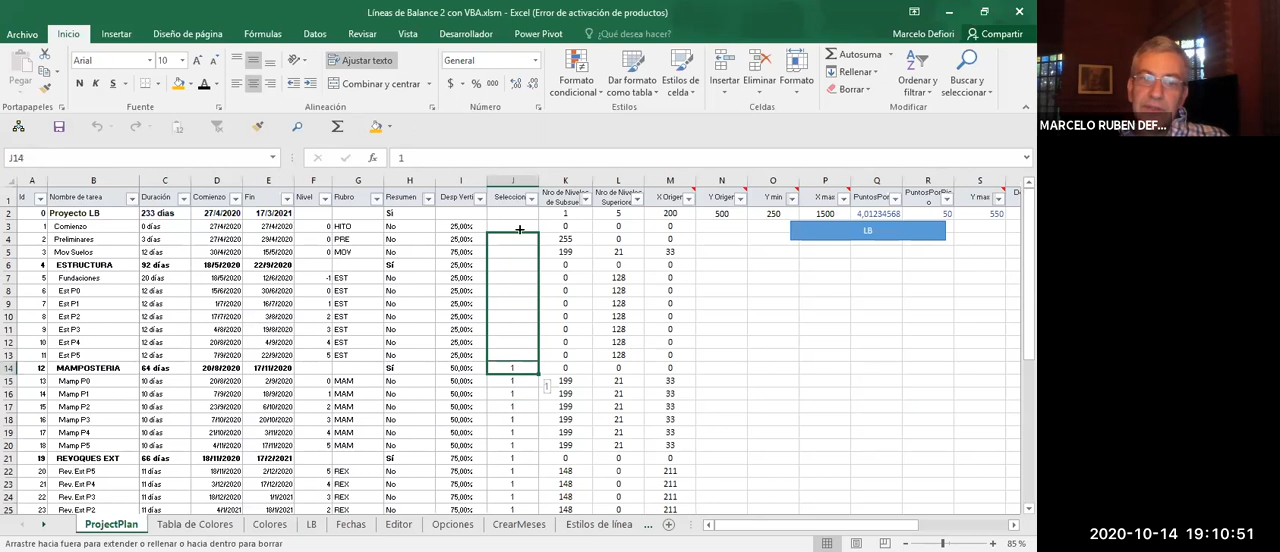 Líneas de Balance 2 con VBA.xlsm - Excel (Error de activación de productos)
Archivo Inicio Insertar Diseño de página Fórmulas Datos Revisar Vista Desarrollador Power Pivot ¿Qué desea hacer? Marcelo Defiori Compartir
Pegar Arial 10 Ajustar texto General Formato condicional Dar formato como tabla Estilos de celda Insertar Eliminar Formato Autosuma Rellenar Borrar Ordenar y filtrar Buscar y seleccionar
N K S Combinar y centrar $ % 000
Portapapeles Fuente Alineación Número Estilos Celdas Modificar
J14 1
A B C D E F G H I J K L M N O P Q R S
1 Id Nombre de tarea Duración Comienzo Fin Nivel Rubro Resumen Desp Verti Seleccion Nro de Niveles de Subsue Nro de Niveles Superiore X Origen Y Origen Y min X max PuntosPor PuntosPorPiso Y max
2 0 Proyecto LB 233 días 27/4/2020 17/3/2021 Sí 1 5 200 500 250 1500 4,01234568 50 550
3 1 Comienzo 0 días 27/4/2020 27/4/2020 0 HITO No 25,00% 0 0 0 LB
4 2 Preliminares 3 días 27/4/2020 29/4/2020 0 PRE No 25,00% 255 0 0
5 3 Mov Suelos 12 días 30/4/2020 15/5/2020 0 MOV No 75,00% 199 21 33
6 4 ESTRUCTURA 92 días 18/5/2020 22/9/2020 Sí 25,00% 0 0 0
7 5 Fundaciones 20 días 18/5/2020 12/6/2020 -1 EST No 25,00% 0 128 0
8 6 Est P0 12 días 15/6/2020 30/6/2020 0 EST No 25,00% 0 128 0
9 7 Est P1 12 días 1/7/2020 16/7/2020 1 EST No 25,00% 0 128 0
10 8 Est P2 12 días 17/7/2020 3/8/2020 2 EST No 25,00% 0 128 0
11 9 Est P3 12 días 4/8/2020 19/8/2020 3 EST No 25,00% 0 128 0
12 10 Est P4 12 días 20/8/2020 4/9/2020 4 EST No 25,00% 0 128 0
13 11 Est P5 12 días 7/9/2020 22/9/2020 5 EST No 25,00% 0 128 0
14 12 MAMPOSTERIA 64 días 20/8/2020 17/11/2020 Sí 50,00% 1 0 0 0
15 13 Mamp P0 10 días 20/8/2020 2/9/2020 0 MAM No 50,00% 1 1 199 21 33
16 14 Mamp P1 10 días 7/9/2020 18/9/2020 1 MAM No 50,00% 1 199 21 33
17 15 Mamp P2 10 días 23/9/2020 6/10/2020 2 MAM No 50,00% 1 199 21 33
18 16 Mamp P3 10 días 7/10/2020 20/10/2020 3 MAM No 50,00% 1 199 21 33
19 17 Mamp P4 10 días 21/10/2020 3/11/2020 4 MAM No 50,00% 1 199 21 33
20 18 Mamp P5 10 días 4/11/2020 17/11/2020 5 MAM No 50,00% 1 199 21 33
21 19 REVOQUES EXT 66 días 18/11/2020 17/2/2021 Sí 75,00% 1 0 0 0
22 20 Rev. Ext P5 11 días 18/11/2020 2/12/2020 5 REX No 75,00% 1 148 0 211
23 21 Rev. Ext P4 11 días 3/12/2020 17/12/2020 4 REX No 75,00% 1 148 0 211
24 22 Rev. Ext P3 11 días 18/12/2020 1/1/2021 3 REX No 75,00% 1 148 0 211
25
ProjectPlan Tabla de Colores Colores LB Fechas Editor Opciones CrearMeses Estilos de línea ...
Arrastre hacia fuera para extender o rellenar o hacia dentro para borrar 85 %
MARCELO RUBEN DEF...
2020-10-14 19:10:51